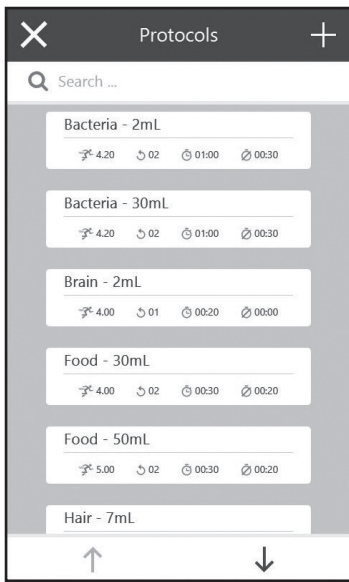 Protocols
Search ...
Bacteria - 2mL
4.20 02 01:00 00:30
Bacteria - 30mL
4.20 02 01:00 00:30
Brain - 2mL
4.00 01 00:20 00:00
Food - 30mL
4.00 02 00:30 00:20
Food - 50mL
5.00 02 00:30 00:20
Hair - 7mL